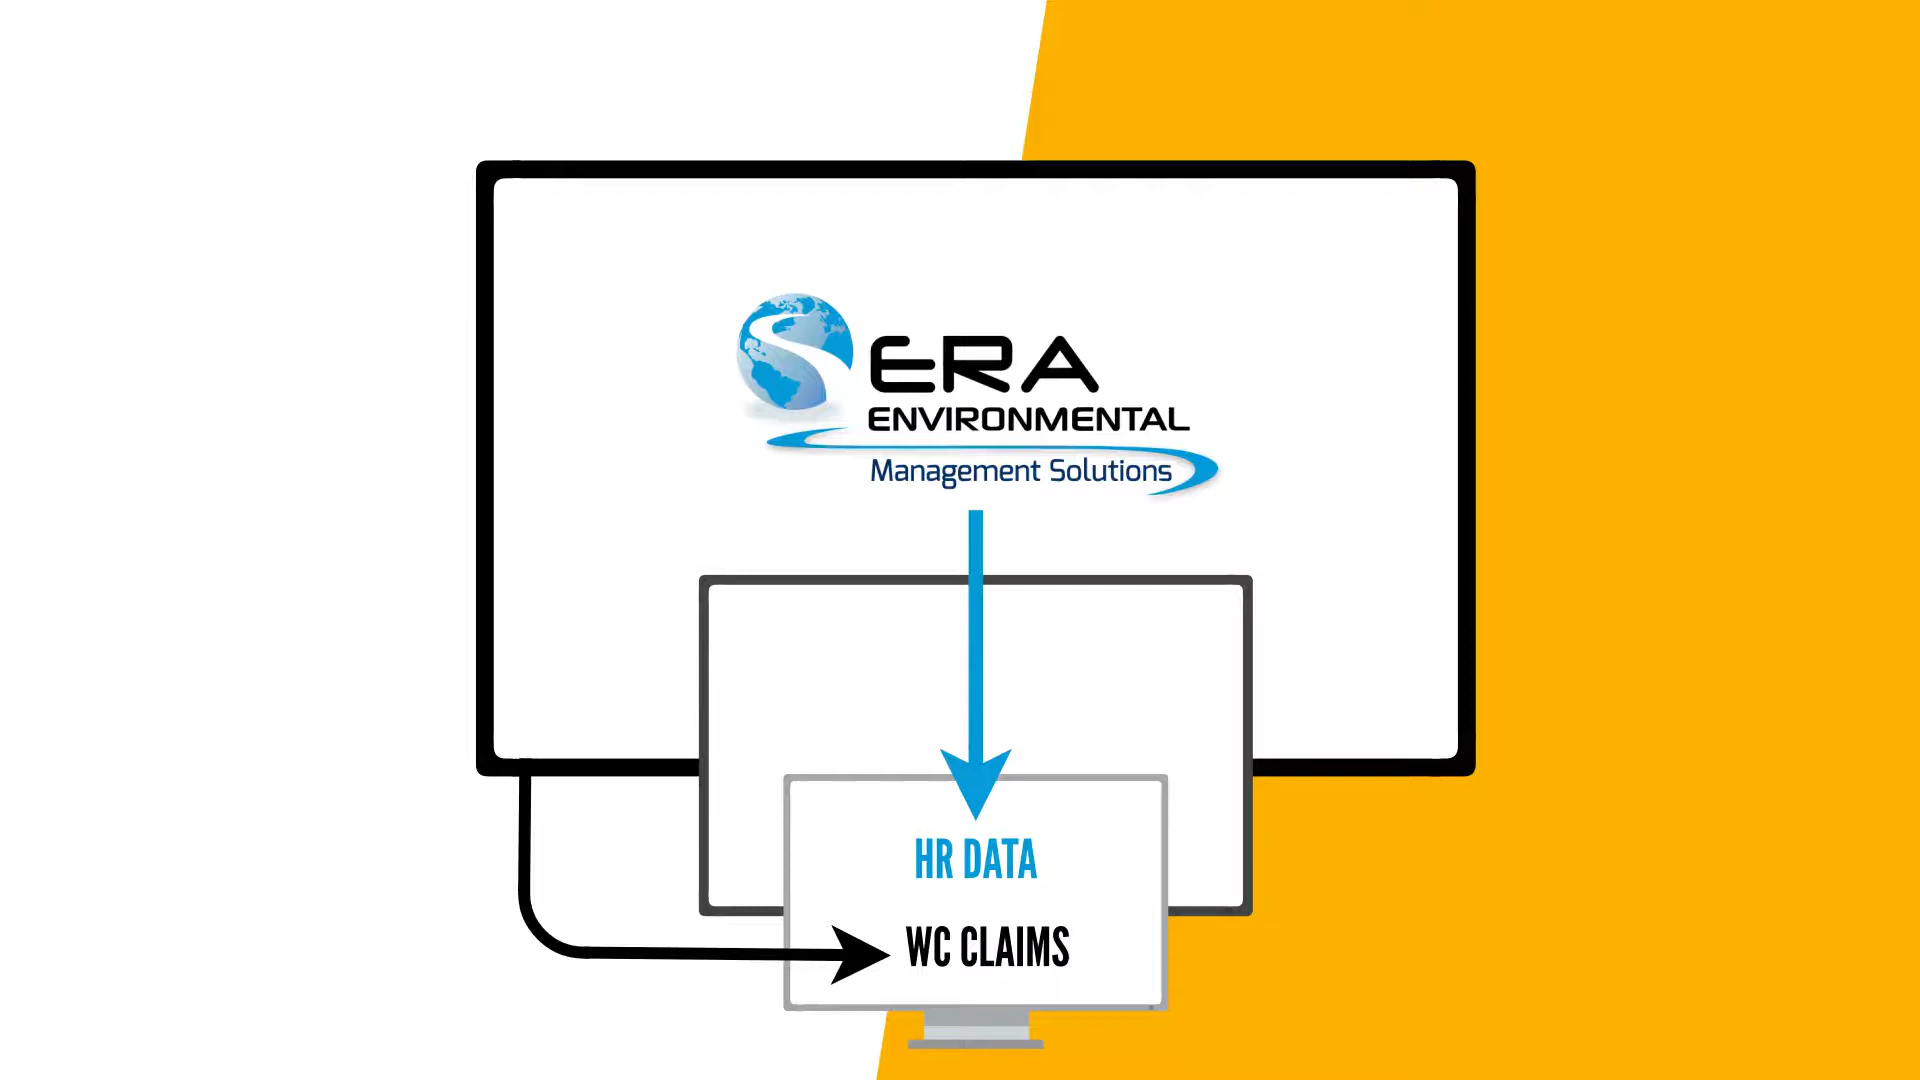 ERA
ENVIRONMENTAL
Management Solutions
HR DATA
WC CLAIMS